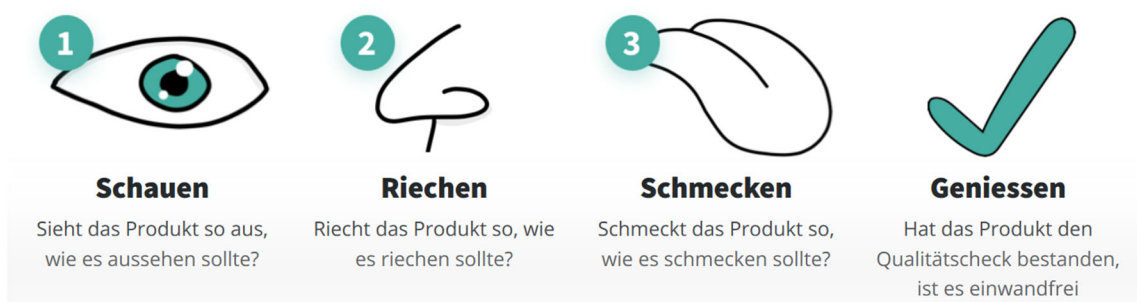 1
2
3
Schauen
Sieht das Produkt so aus,
wie es aussehen sollte?
Riechen
Riecht das Produkt so, wie
es riechen sollte?
Schmecken
Schmeckt das Produkt so,
wie es schmecken sollte?
Geniessen
Hat das Produkt den
Qualitätscheck bestanden,
ist es einwandfrei